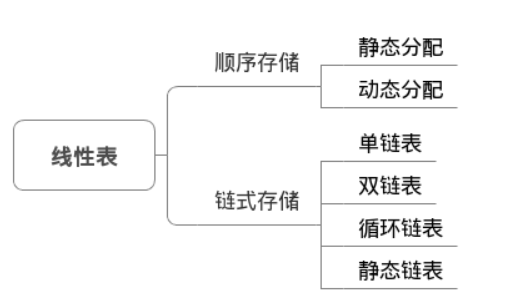 线性表
顺序存储
静态分配
动态分配
链式存储
单链表
双链表
循环链表
静态链表